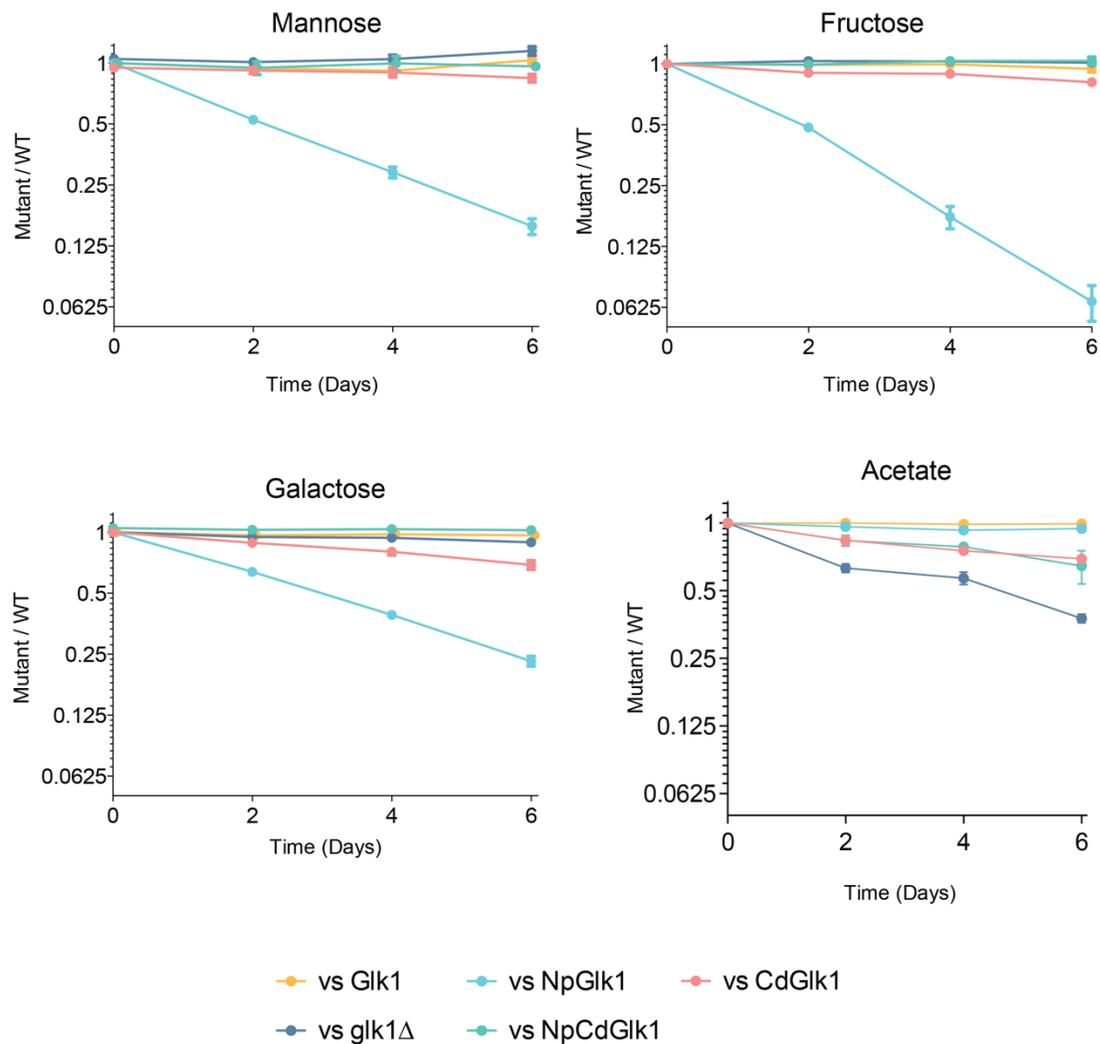 Mannose
1
0.5
0.25
0.125
0.0625
Mutant / WT
0 2 4 6
Time (Days)
Fructose
1
0.5
0.25
0.125
0.0625
Mutant / WT
0 2 4 6
Time (Days)
Galactose
1
0.5
0.25
0.125
0.0625
Mutant / WT
0 2 4 6
Time (Days)
Acetate
1
0.5
0.25
0.125
0.0625
Mutant / WT
0 2 4 6
Time (Days)
vs Glk1 vs NpGlk1 vs CdGlk1
vs glk1Δ vs NpCdGlk1